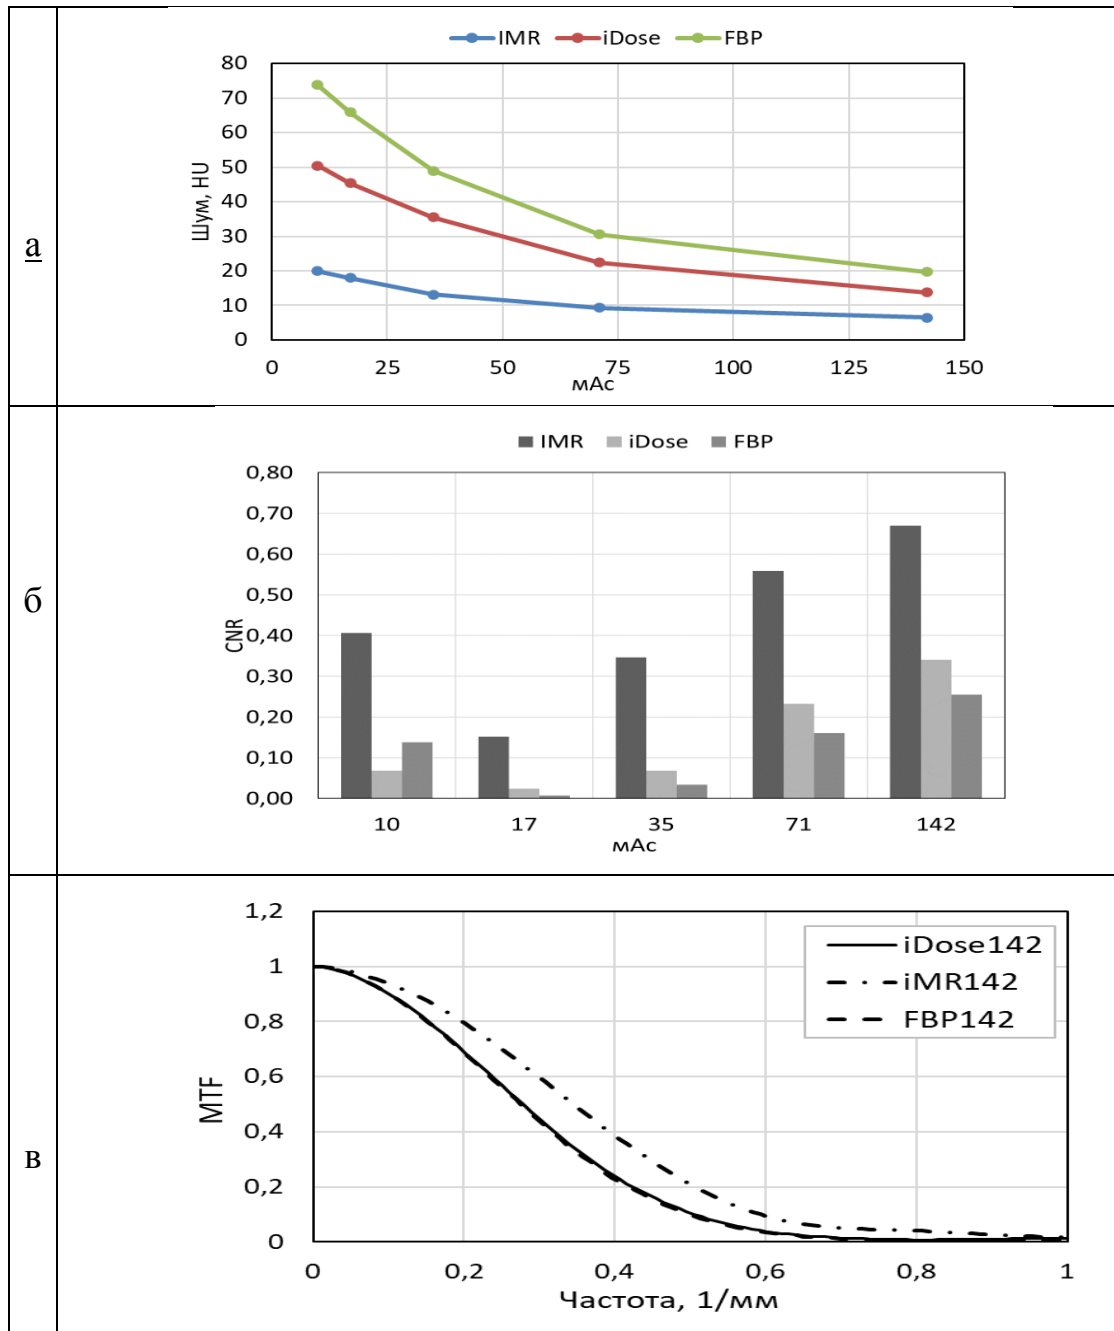 IMR iDose FBP
80
70
60
50
40
30
20
10
0
Шум, HU
0 25 50 75 100 125 150
мАс
а
IMR iDose FBP
0,80
0,70
0,60
0,50
0,40
0,30
0,20
0,10
0,00
CNR
10 17 35 71 142
мАс
б
1,2
1
0,8
0,6
0,4
0,2
0
MTF
iDose142
iMR142
FBP142
0 0,2 0,4 0,6 0,8 1
Частота, 1/мм
в